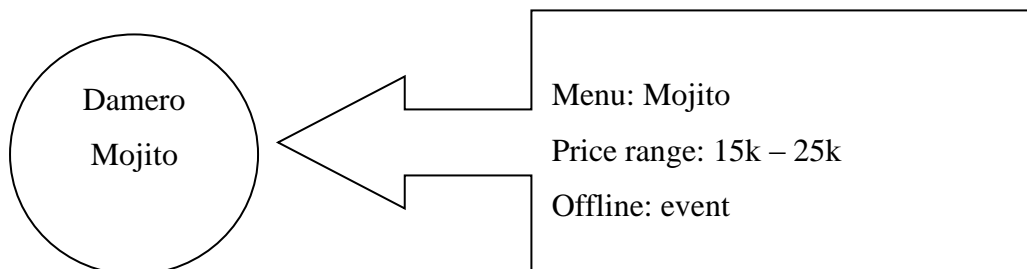 Damero
Mojito
Menu: Mojito
Price range: 15k – 25k
Offline: event